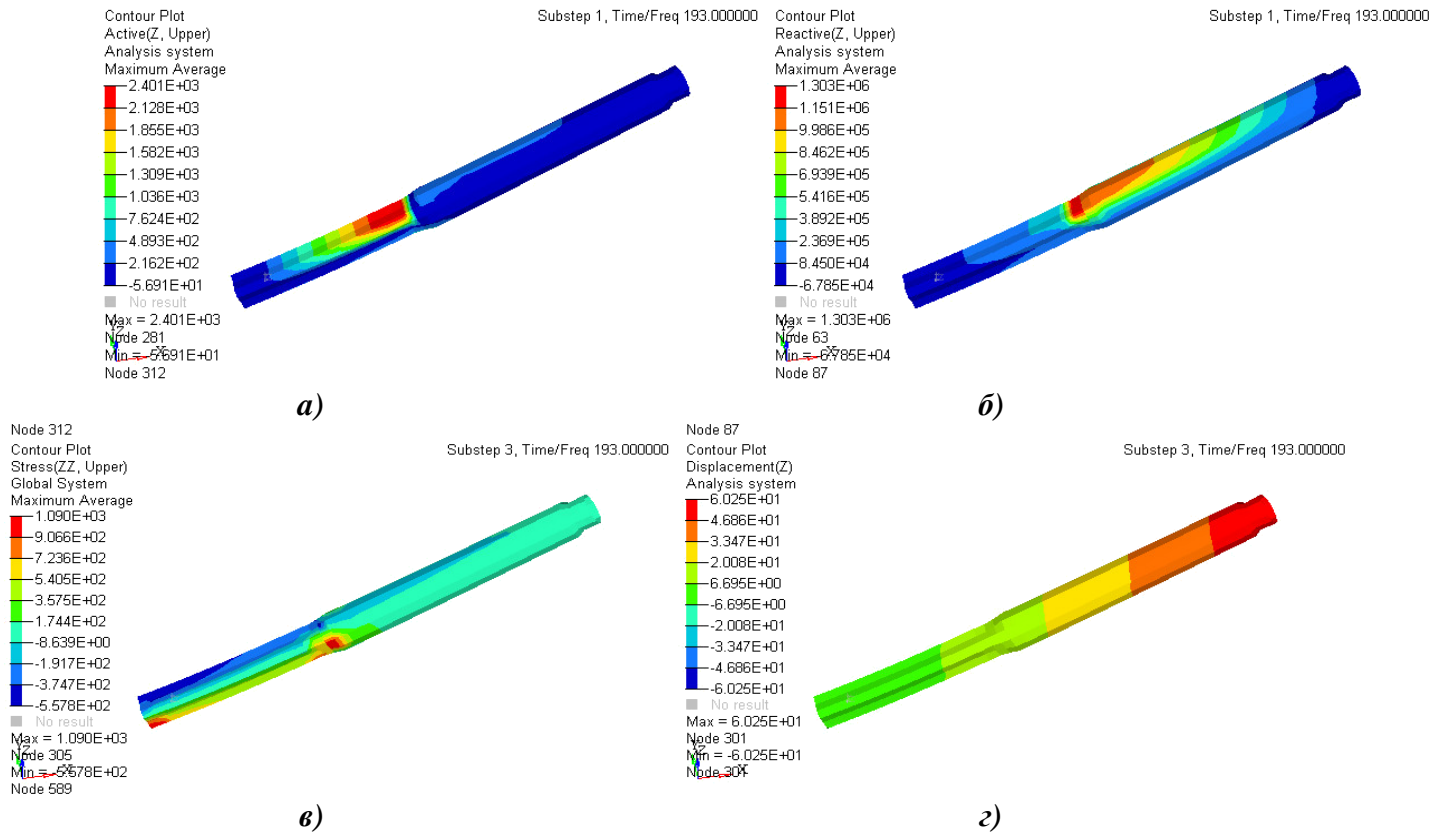 Contour Plot
Active(Z, Upper)
Analysis system
Maximum Average
2.401E+03
2.128E+03
1.855E+03
1.582E+03
1.309E+03
1.036E+03
7.624E+02
4.893E+02
2.162E+02
-5.691E+01
No result
Max = 2.401E+03
Node 281
Min = -5.691E+01
Node 312
Substep 1, Time/Freq 193.000000
Y Z
X
а)
Contour Plot
Reactive(Z, Upper)
Analysis system
Maximum Average
1.303E+06
1.151E+06
9.986E+05
8.462E+05
6.939E+05
5.416E+05
3.892E+05
2.369E+05
8.450E+04
-6.785E+04
No result
Max = 1.303E+06
Node 63
Min = -6.785E+04
Node 87
Substep 1, Time/Freq 193.000000
Y Z
X
б)
Node 312
Contour Plot
Stress(ZZ, Upper)
Global System
Maximum Average
1.090E+03
9.066E+02
7.236E+02
5.405E+02
3.575E+02
1.744E+02
-8.639E+00
-1.917E+02
-3.747E+02
-5.578E+02
No result
Max = 1.090E+03
Node 305
Min = -5.578E+02
Node 589
Substep 3, Time/Freq 193.000000
Y Z
X
в)
Node 87
Contour Plot
Displacement(Z)
Analysis system
6.025E+01
4.686E+01
3.347E+01
2.008E+01
6.695E+00
-6.695E+00
-2.008E+01
-3.347E+01
-4.686E+01
-6.025E+01
No result
Max = 6.025E+01
Node 301
Min = -6.025E+01
Node 301
Substep 3, Time/Freq 193.000000
Y Z
X
г)